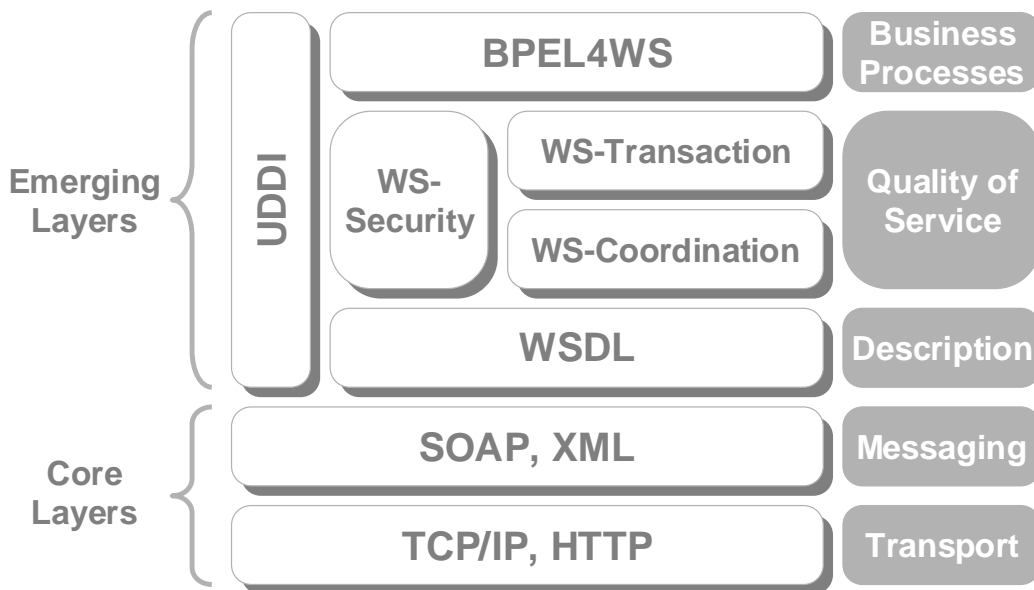 BPEL4WS
Business
Processes
Emerging
Layers
UDDI
WS-
Security
WS-Transaction
WS-Coordination
Quality of
Service
WSDL
Description
Core
Layers
SOAP, XML
Messaging
TCP/IP, HTTP
Transport